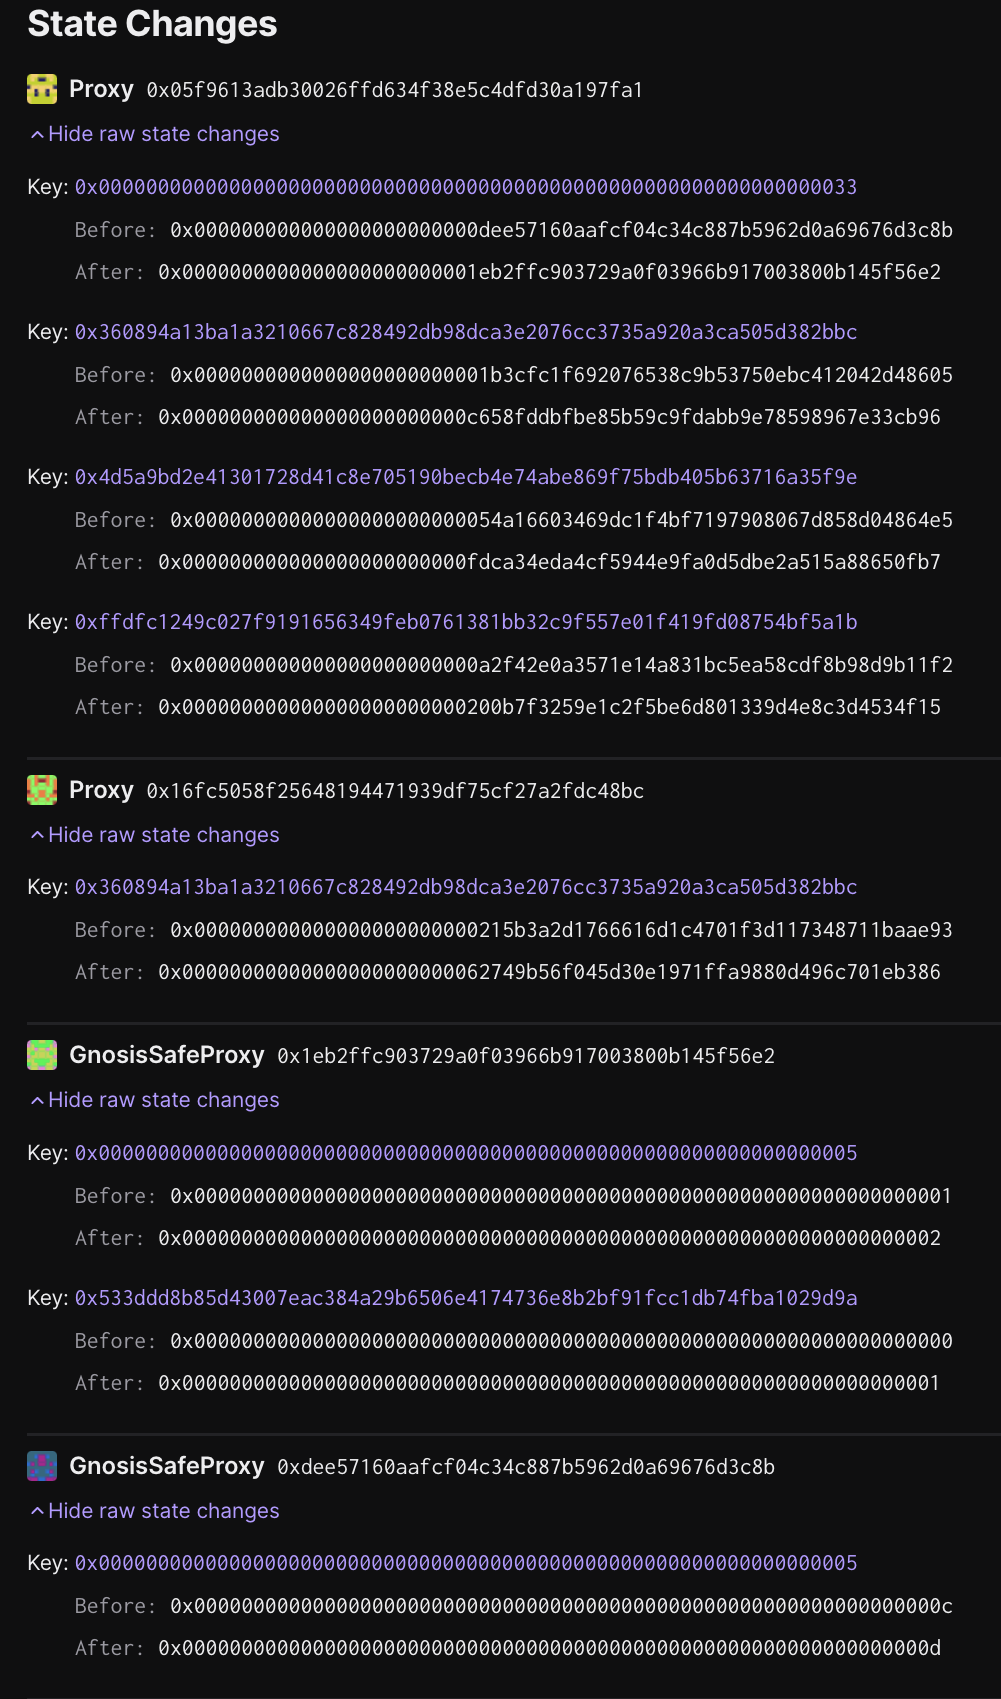 State Changes
Proxy 0x05f9613adb30026ffd634f38e5c4dfd30a197fa1
Hide raw state changes
Key: 0x0000000000000000000000000000000000000000000000000000000000000033
Before: 0x000000000000000000000000dee57160aafcf04c34c887b5962d0a69676d3c8b
After: 0x0000000000000000000000001eb2ffc903729a0f03966b917003800b145f56e2
Key: 0x360894a13ba1a3210667c828492db98dca3e2076cc3735a920a3ca505d382bbc
Before: 0x0000000000000000000000001b3cfc1f692076538c9b53750ebc412042d48605
After: 0x000000000000000000000000c658fddbfbe85b59c9fdabb9e78598967e33cb96
Key: 0x4d5a9bd2e41301728d41c8e705190becb4e74abe869f75bdb405b63716a35f9e
Before: 0x00000000000000000000000054a16603469dc1f4bf7197908067d858d04864e5
After: 0x000000000000000000000000fdca34eda4cf5944e9fa0d5dbe2a515a88650fb7
Key: 0xffdfc1249c027f9191656349feb0761381bb32c9f557e01f419fd08754bf5a1b
Before: 0x000000000000000000000000a2f42e0a3571e14a831bc5ea58cdf8b98d9b11f2
After: 0x000000000000000000000000200b7f3259e1c2f5be6d801339d4e8c3d4534f15
Proxy 0x16fc5058f25648194471939df75cf27a2fdc48bc
Hide raw state changes
Key: 0x360894a13ba1a3210667c828492db98dca3e2076cc3735a920a3ca505d382bbc
Before: 0x000000000000000000000000215b3a2d1766616d1c4701f3d117348711baae93
After: 0x00000000000000000000000062749b56f045d30e1971ffa9880d496c701eb386
GnosisSafeProxy 0x1eb2ffc903729a0f03966b917003800b145f56e2
Hide raw state changes
Key: 0x0000000000000000000000000000000000000000000000000000000000000005
Before: 0x0000000000000000000000000000000000000000000000000000000000000001
After: 0x0000000000000000000000000000000000000000000000000000000000000002
Key: 0x533ddd8b85d43007eac384a29b6506e4174736e8b2bf91fcc1db74fba1029d9a
Before: 0x0000000000000000000000000000000000000000000000000000000000000000
After: 0x0000000000000000000000000000000000000000000000000000000000000001
GnosisSafeProxy 0xdee57160aafcf04c34c887b5962d0a69676d3c8b
Hide raw state changes
Key: 0x0000000000000000000000000000000000000000000000000000000000000005
Before: 0x000000000000000000000000000000000000000000000000000000000000000c
After: 0x000000000000000000000000000000000000000000000000000000000000000d